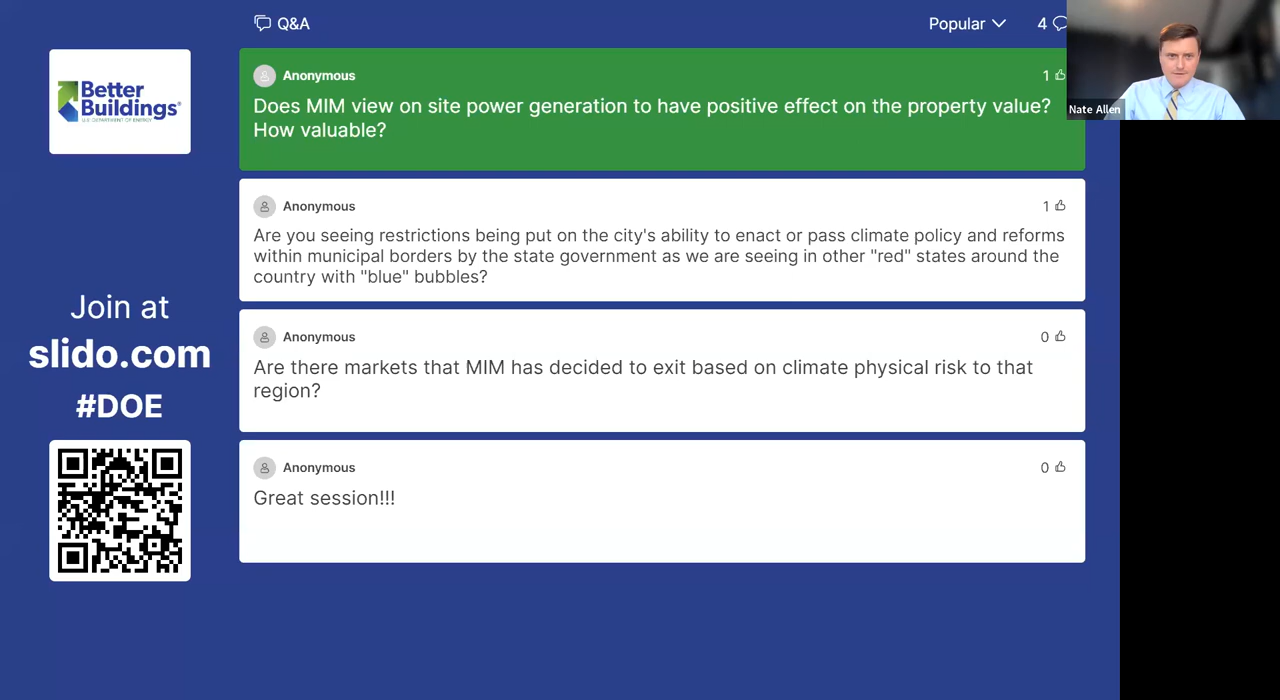 Q&A
Popular
4
Better
Buildings®
U.S. DEPARTMENT OF ENERGY
Join at
slido.com
#DOE
Anonymous
1
Does MIM view on site power generation to have positive effect on the property value?
How valuable?
Anonymous
1
Are you seeing restrictions being put on the city's ability to enact or pass climate policy and reforms
within municipal borders by the state government as we are seeing in other "red" states around the
country with "blue" bubbles?
Anonymous
0
Are there markets that MIM has decided to exit based on climate physical risk to that
region?
Anonymous
0
Great session!!!
Nate Allen